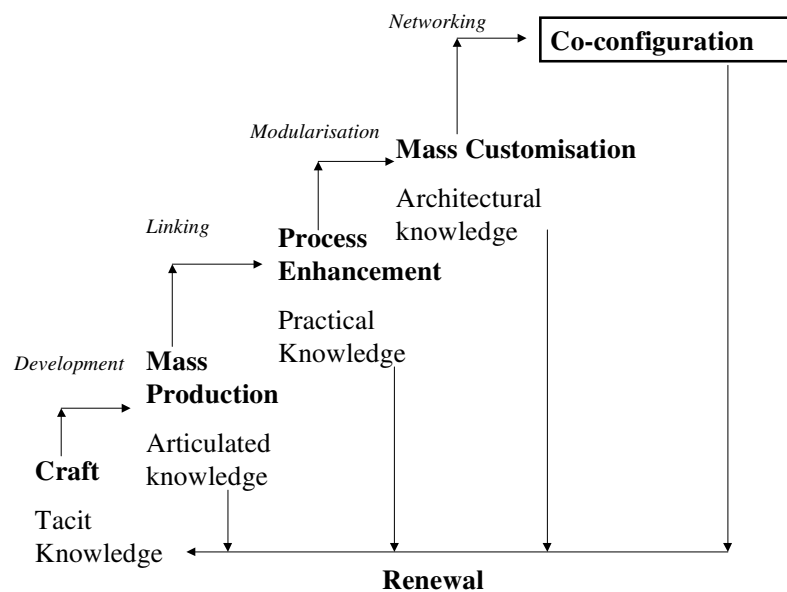 Networking
Co-configuration
Modularisation
Mass Customisation
Architectural
knowledge
Linking
Process
Enhancement
Practical
Knowledge
Development
Mass
Production
Articulated
knowledge
Craft
Tacit
Knowledge
Renewal